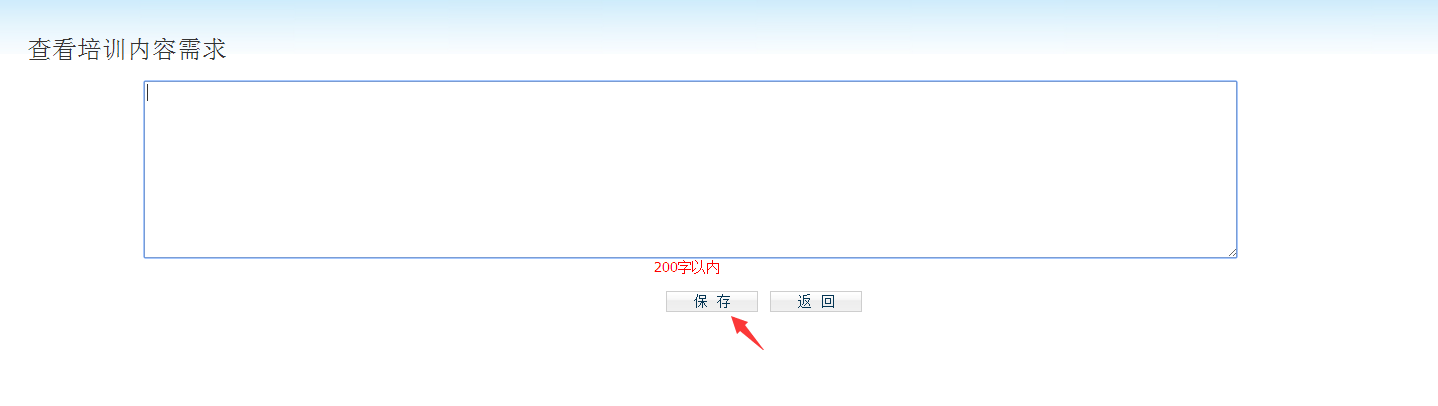 查看培训内容需求
200字以内
保 存 返 回